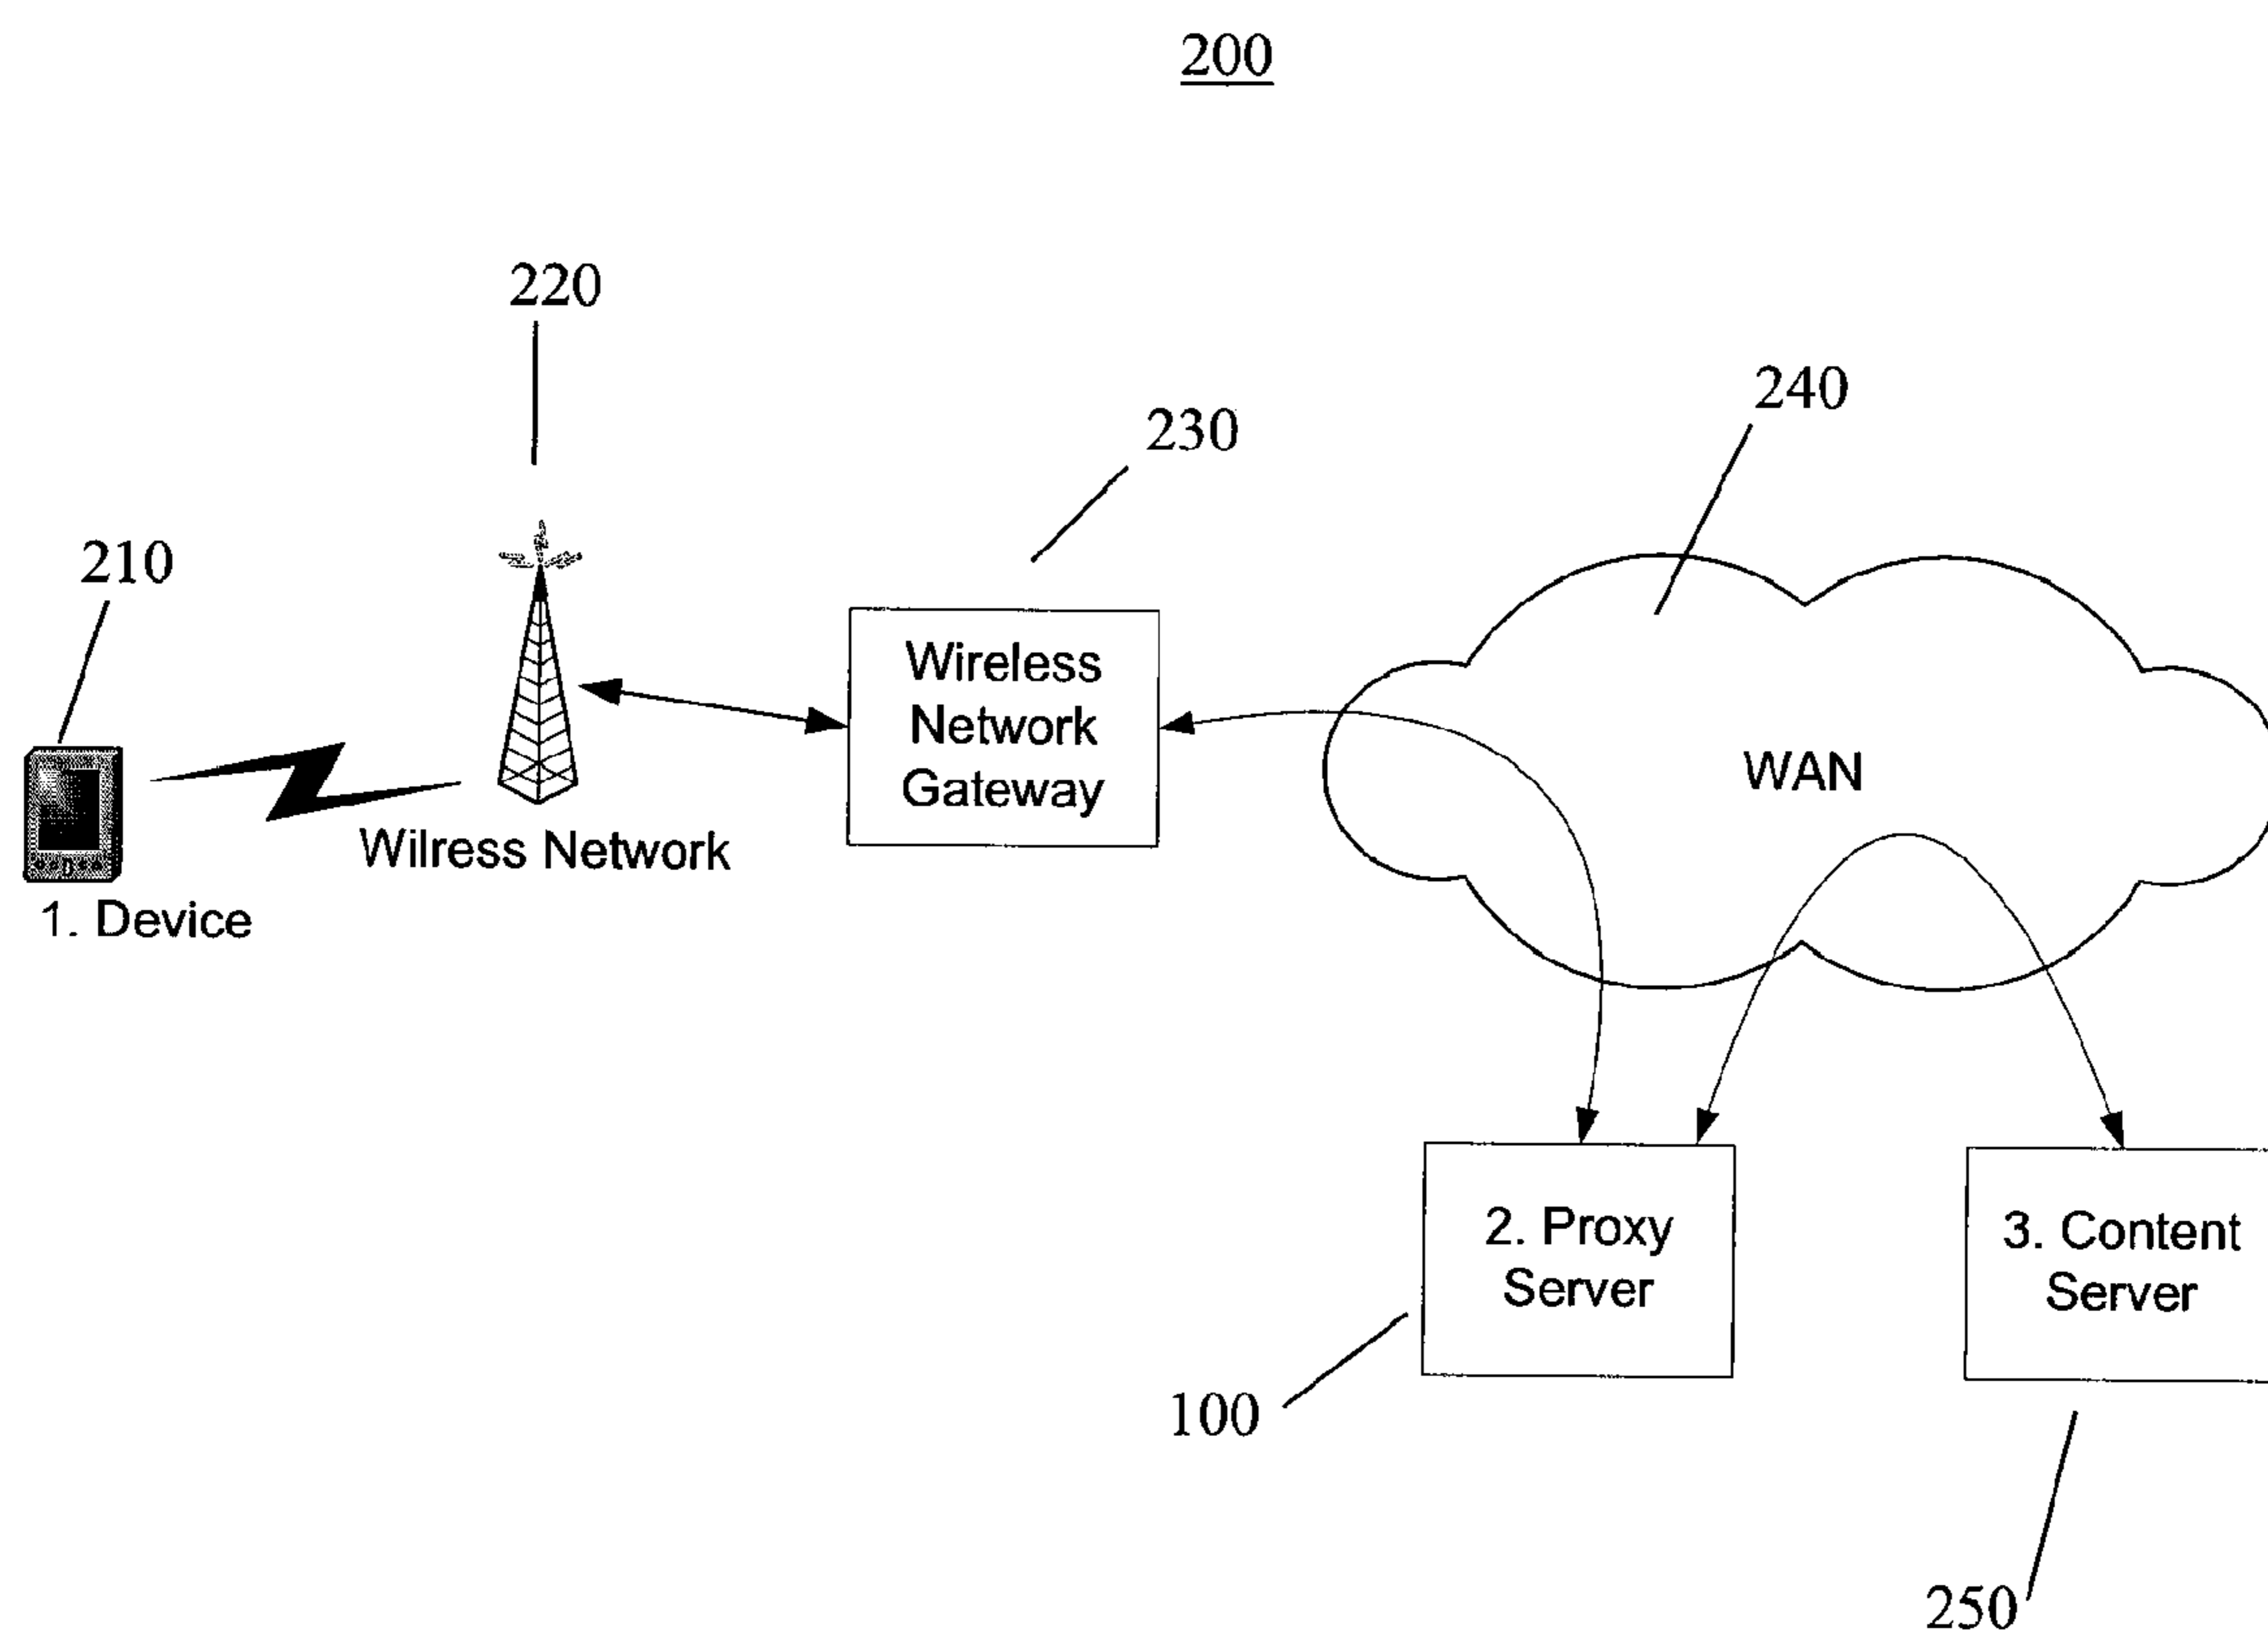 200
220
240
230
210
Wireless
Network
Gateway
WAN
Wilress Network
1. Device
2. Proxy
Server
3. Content
Server
100
250